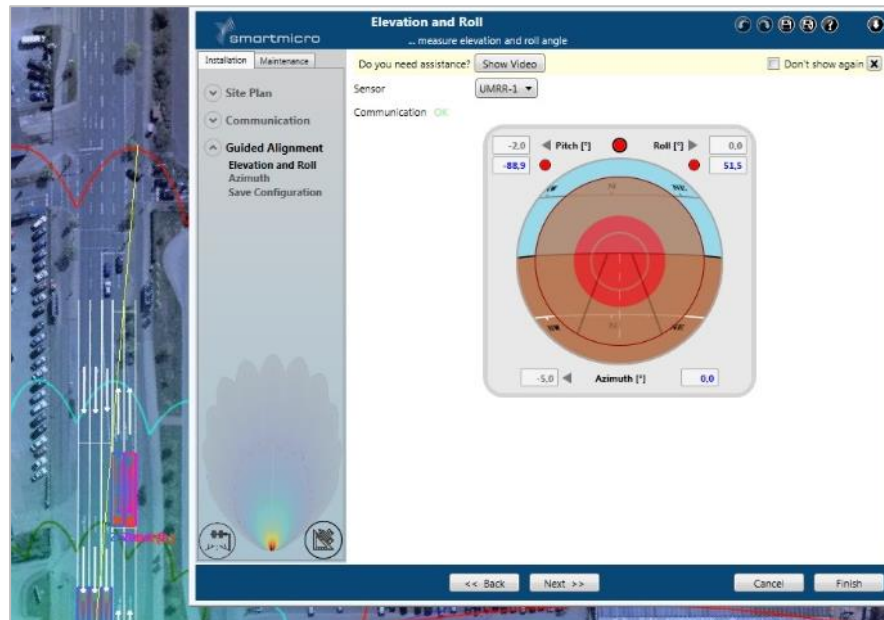 smartmicro
Elevation and Roll
... measure elevation and roll angle
Installation Maintenance
Do you need assistance? Show Video Don't show again X
Site Plan
Communication
Guided Alignment
Elevation and Roll
Azimuth
Save Configuration
Sensor UMRR-1
Communication OK
-2,0 Pitch [°] Roll [°] 0,0
-88,9 51,5
-5,0 Azimuth [°] 0,0
<< Back Next >> Cancel Finish